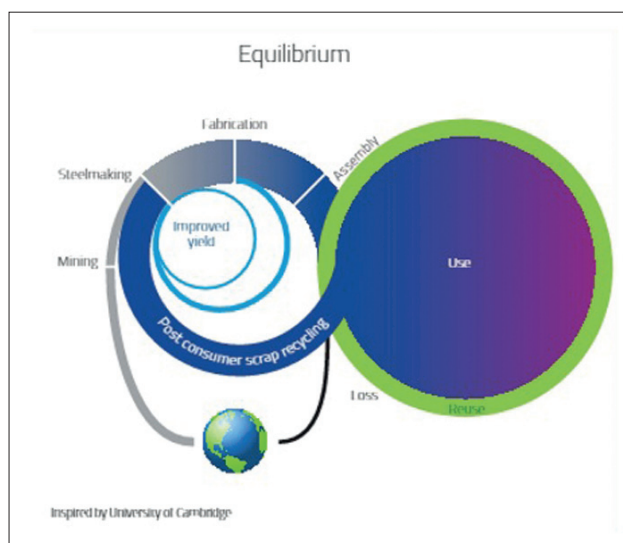 Equilibrium
Fabrication
Assembly
Steelmaking
Improved
yield
Mining
Use
Post consumer scrap recycling
Loss
Reuse
Inspired by University of Cambridge